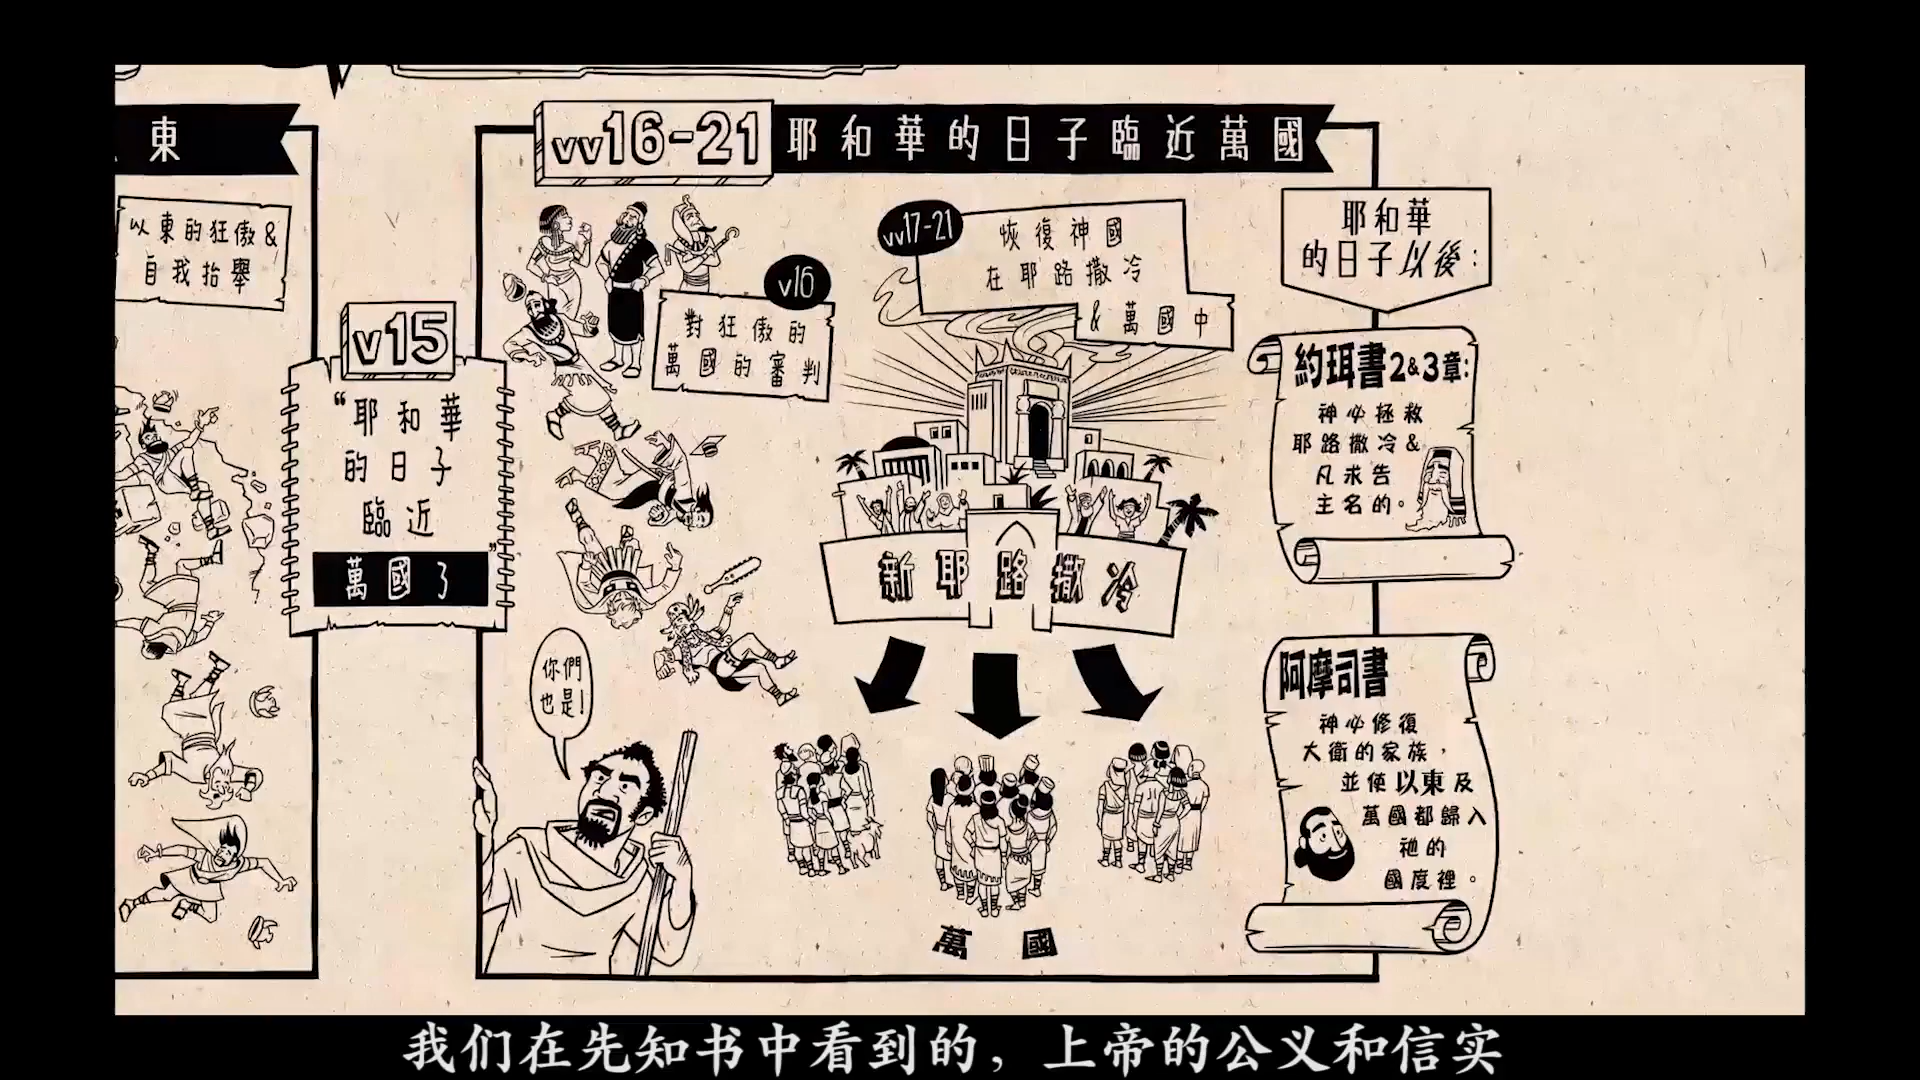 東
以東的狂傲&
自我抬舉
v15
“耶和華
的日子
臨近
萬國了”
vv16-21
耶和華的日子臨近萬國
v16
對狂傲的
萬國的審判
vv17-21
恢復神國
在耶路撒冷
&萬國中
新耶路撒冷
你們
也是!
萬國
耶和華
的日子以後:
約珥書2&3章:
神必拯救
耶路撒冷&
凡求告
主名的。
阿摩司書
神必修復
大衛的家族,
並使以東及
萬國都歸入
祂的
國度裡。
我们在先知书中看到的，上帝的公义和信实